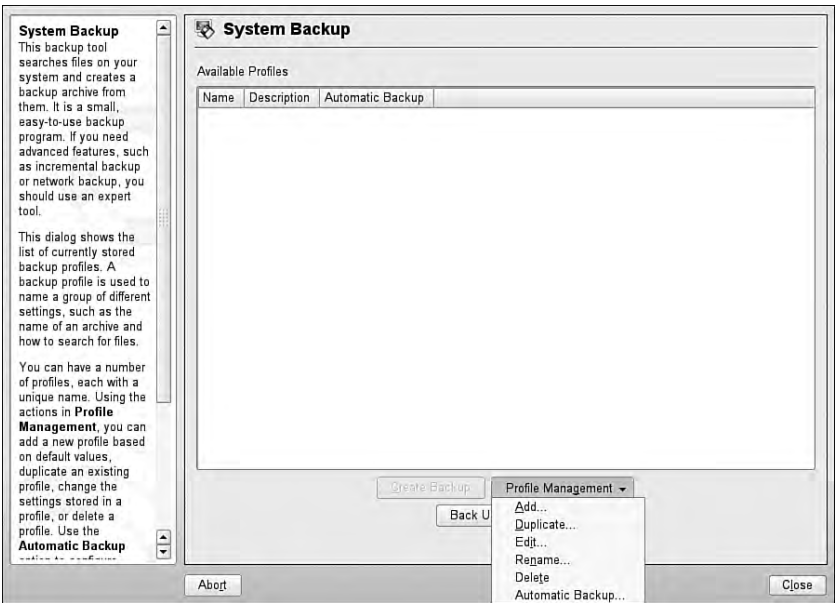 System Backup
This backup tool
searches files on your
system and creates a
backup archive from
them. It is a small,
easy-to-use backup
program. If you need
advanced features, such
as incremental backup
or network backup, you
should use an expert
tool.
This dialog shows the
list of currently stored
backup profiles. A
backup profile is used to
name a group of different
settings, such as the
name of an archive and
how to search for files.
You can have a number
of profiles, each with a
unique name. Using the
actions in Profile
Management, you can
add a new profile based
on default values,
duplicate an existing
profile, change the
settings stored in a
profile, or delete a
profile. Use the
Automatic Backup
System Backup
Available Profiles
Name Description Automatic Backup
Create Backup Profile Management
Back U
Add...
Duplicate...
Edit...
Rename...
Delete
Automatic Backup...
Abort
Close